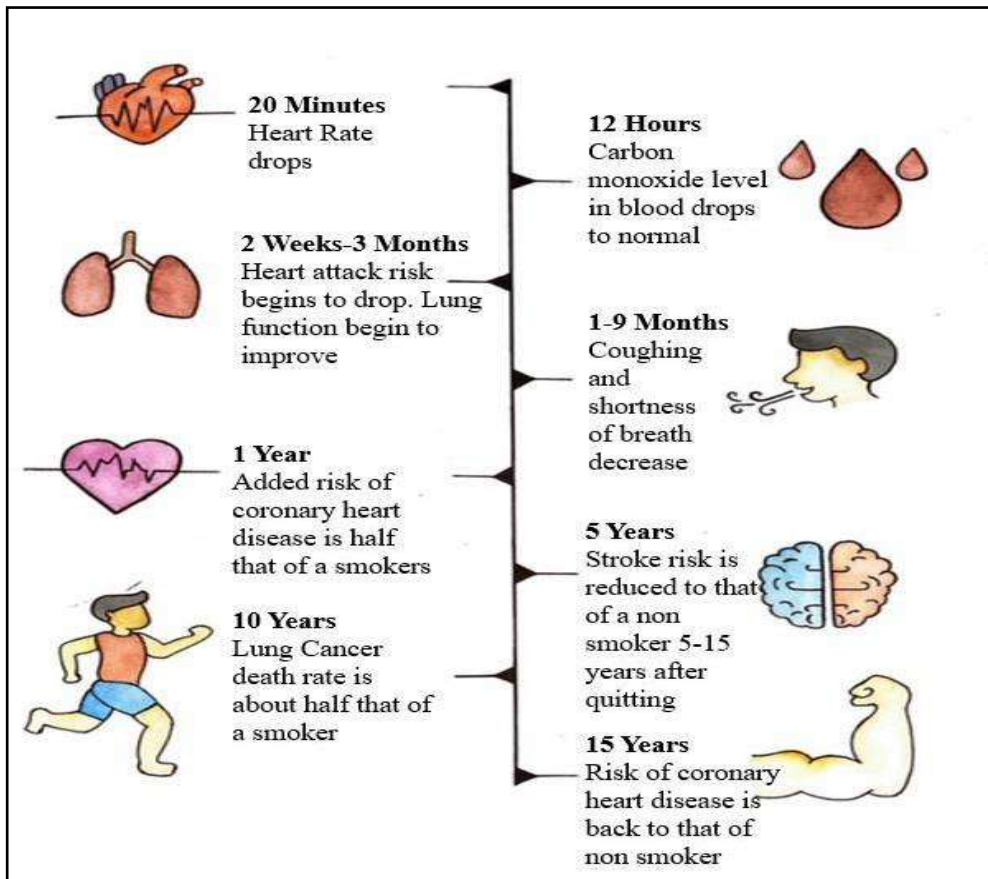 20 Minutes
Heart Rate
drops
12 Hours
Carbon
monoxide level
in blood drops
to normal
2 Weeks-3 Months
Heart attack risk
begins to drop. Lung
function begin to
improve
1-9 Months
Coughing
and
shortness
of breath
decrease
1 Year
Added risk of
coronary heart
disease is half
that of a smokers
5 Years
Stroke risk is
reduced to that
of a non
smoker 5-15
years after
quitting
10 Years
Lung Cancer
death rate is
about half that of
a smoker
15 Years
Risk of coronary
heart disease is
back to that of
non smoker